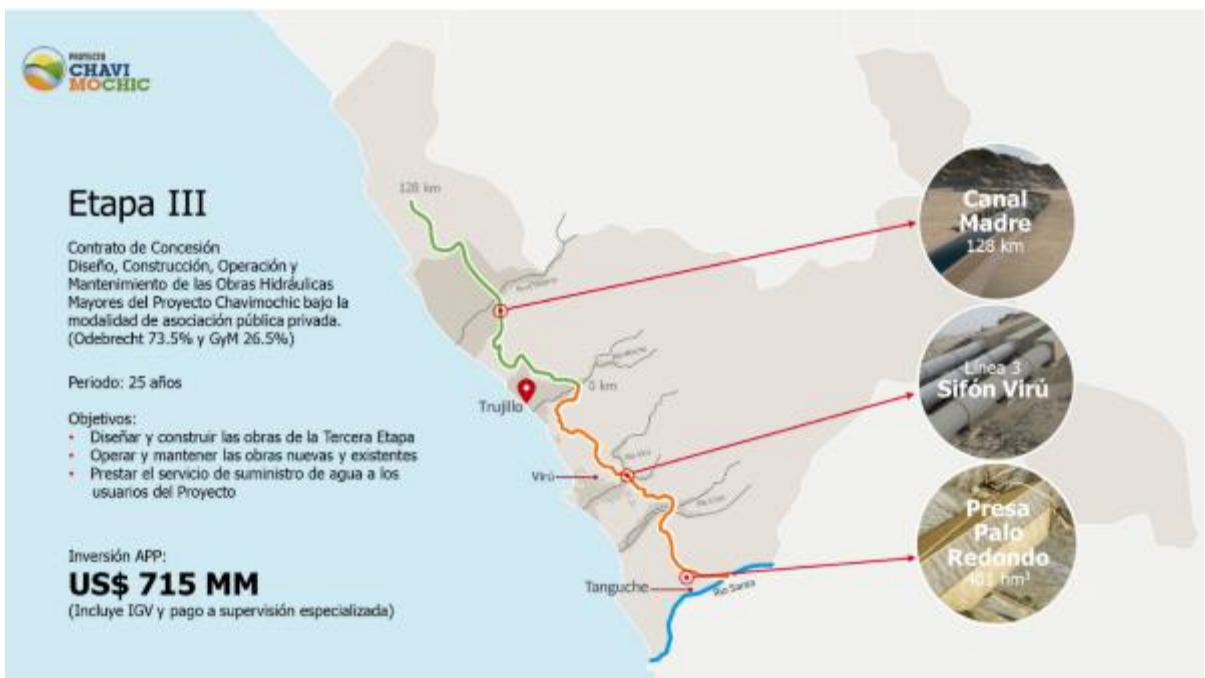 PROYECTO
CHAVI
MOCHIC
Etapa III
Contrato de Concesión
Diseño, Construcción, Operación y
Mantenimiento de las Obras Hidráulicas
Mayores del Proyecto Chavimochic bajo la
modalidad de asociación pública privada.
(Odebrecht 73.5% y GyM 26.5%)
Periodo: 25 años
Objetivos:
• Diseñar y construir las obras de la Tercera Etapa
• Operar y mantener las obras nuevas y existentes
• Prestar el servicio de suministro de agua a los
usuarios del Proyecto
Inversión APP:
US$ 715 MM
(Incluye IGV y pago a supervisión especializada)
128 km
0 km
Trujillo
Virú
Tanguche
Río Santa
Canal
Madre
128 km
Línea 3
Sifón Virú
Presa
Palo
Redondo
401 hm³